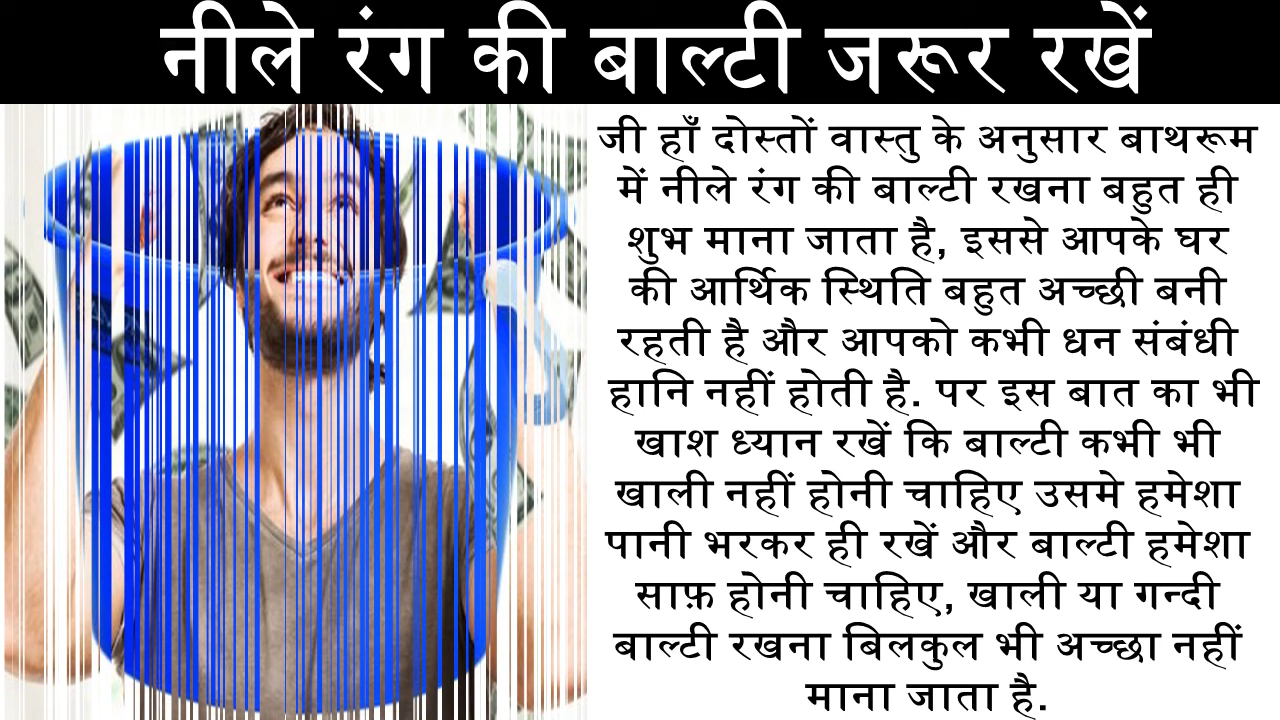 नीले रंग की बाल्टी जरूर रखें
जी हाँ दोस्तों वास्तु के अनुसार बाथरूम
में नीले रंग की बाल्टी रखना बहुत ही
शुभ माना जाता है, इससे आपके घर
की आर्थिक स्थिति बहुत अच्छी बनी
रहती है और आपको कभी धन संबंधी
हानि नहीं होती है. पर इस बात का भी
खाश ध्यान रखें कि बाल्टी कभी भी
खाली नहीं होनी चाहिए उसमे हमेशा
पानी भरकर ही रखें और बाल्टी हमेशा
साफ़ होनी चाहिए, खाली या गन्दी
बाल्टी रखना बिलकुल भी अच्छा नहीं
माना जाता है.